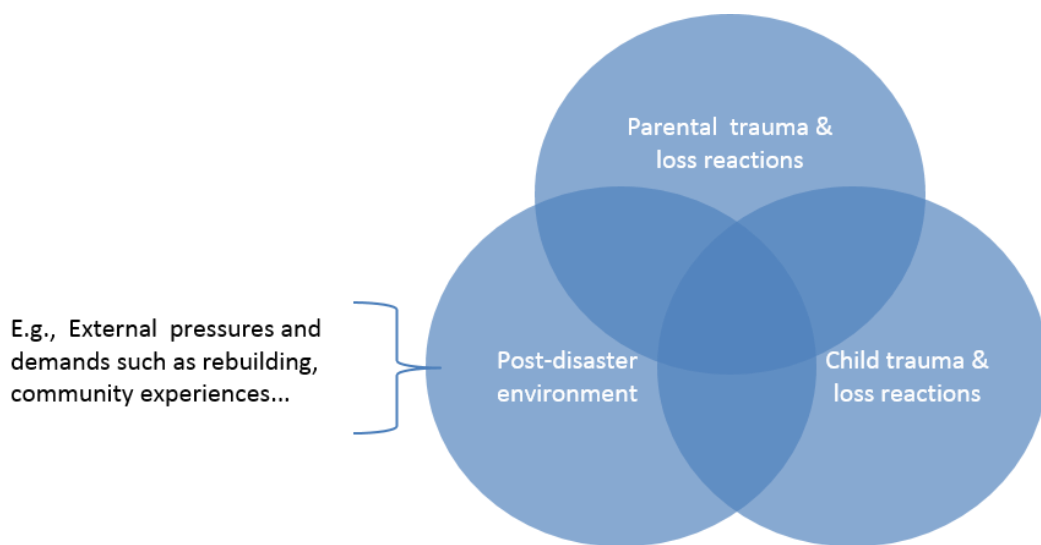 Parental trauma &
loss reactions
E.g., External pressures and
demands such as rebuilding,
community experiences...
Post-disaster
environment
Child trauma &
loss reactions